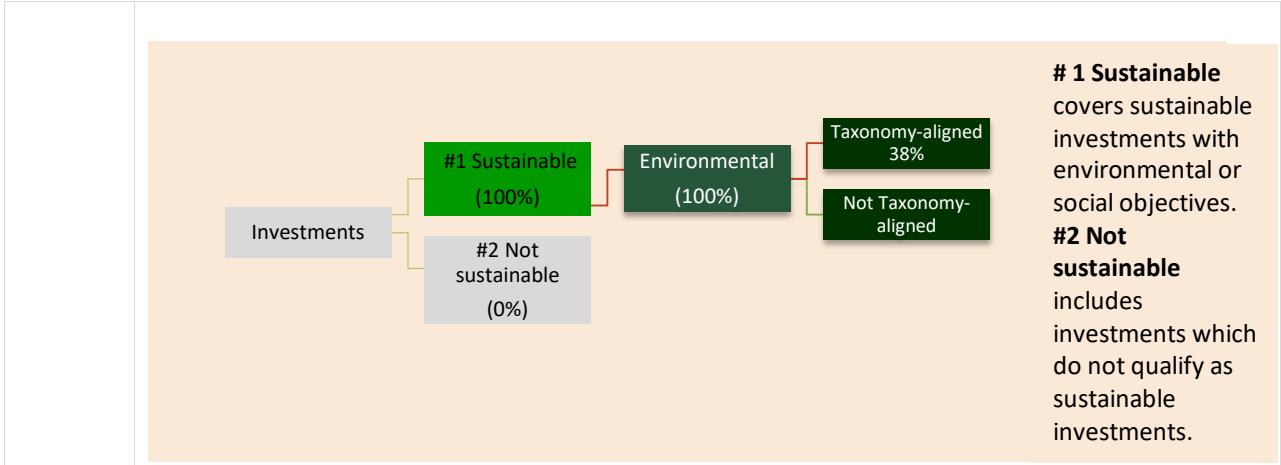 Investments
#1 Sustainable
(100%)
#2 Not
sustainable
(0%)
Environmental
(100%)
Taxonomy-aligned
38%
Not Taxonomy-
aligned
# 1 Sustainable
covers sustainable
investments with
environmental or
social objectives.
#2 Not
sustainable
includes
investments which
do not qualify as
sustainable
investments.